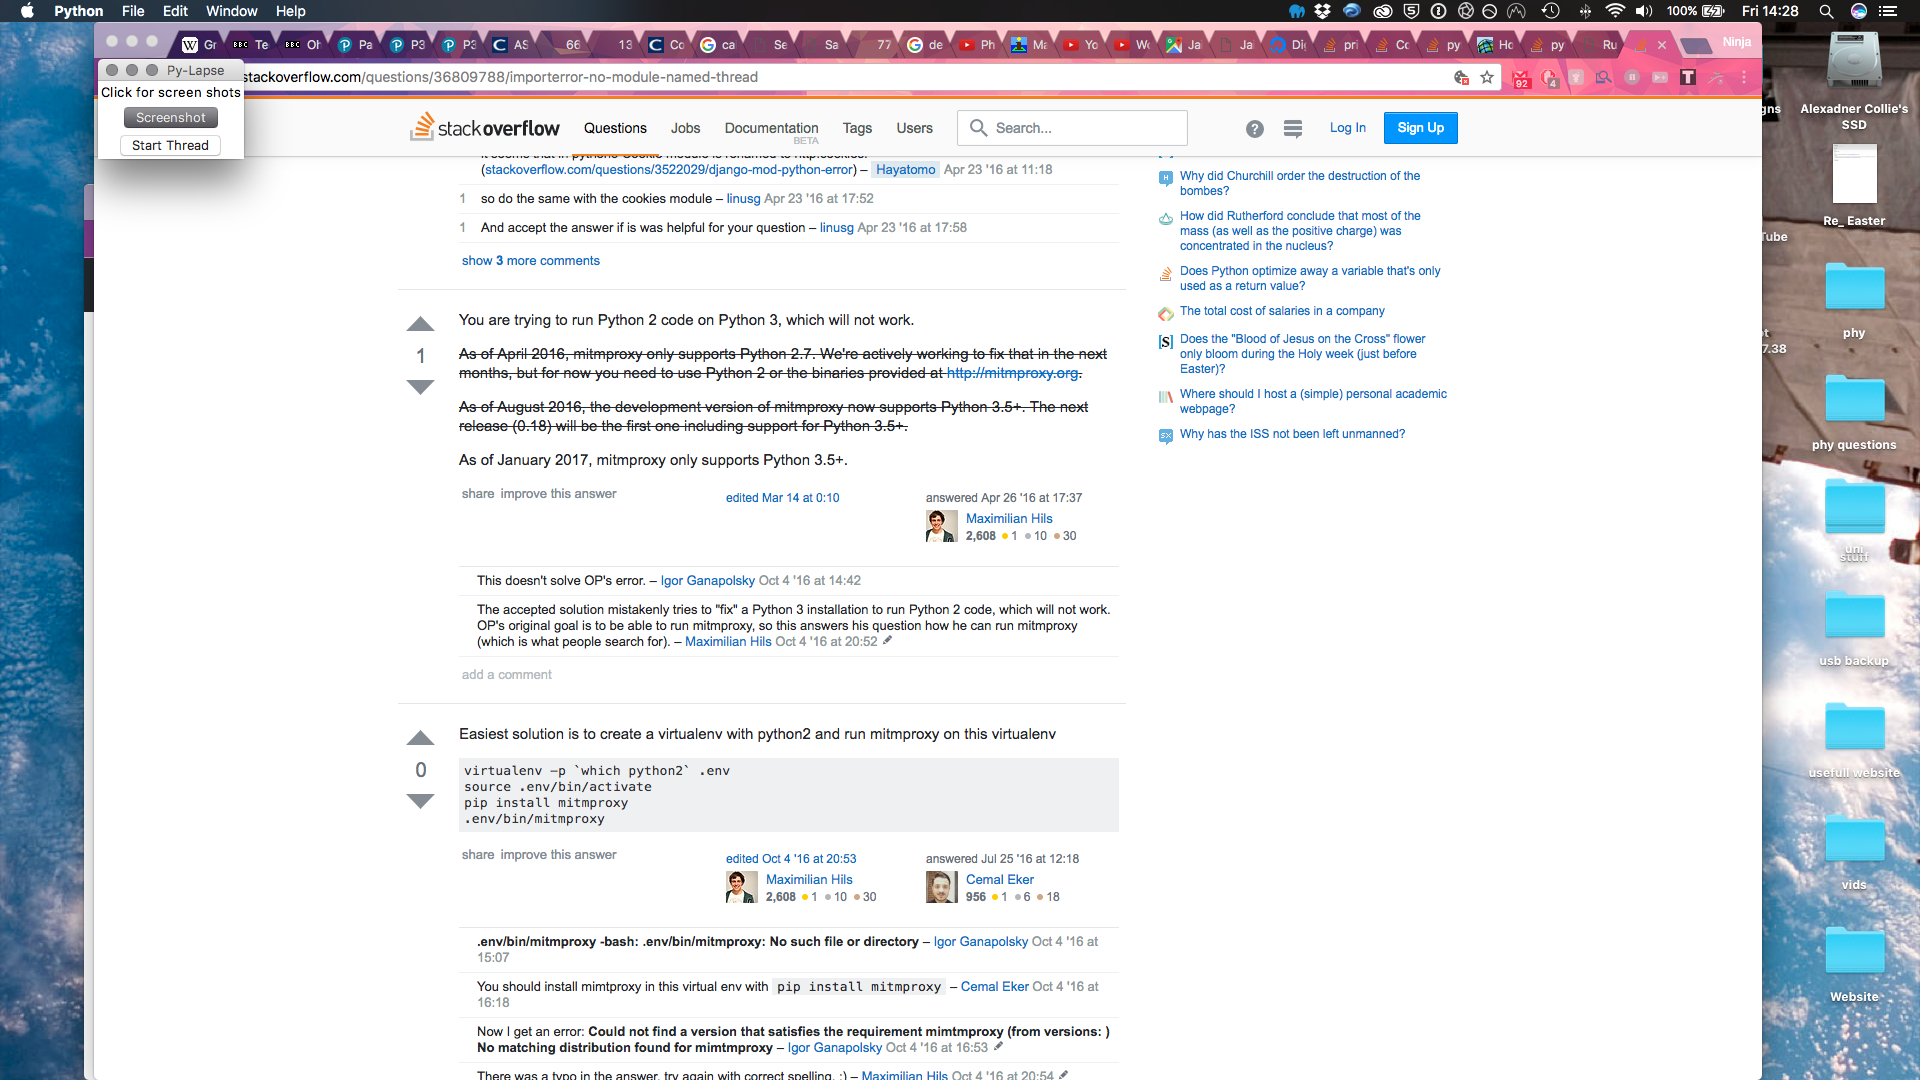 Python File Edit Window Help
100% Fri 14:28
W Gr BBC Te BBC Oh Pa P3 P3 C AS 66 13 C Co G ca Se Sa 77 G de Ph Ma Yo Wo Ja Ja Di pri Co py Ho py Ru Ninja
Py-Lapse
Click for screen shots
Screenshot
Start Thread
stackoverflow.com/questions/36809788/importerror-no-module-named-thread
92 4 T
stackoverflow Questions Jobs Documentation BETA Tags Users Search... Log In Sign Up
(stackoverflow.com/questions/3522029/django-mod-python-error) – Hayatomo Apr 23 '16 at 11:18
1 so do the same with the cookies module – linusg Apr 23 '16 at 17:52
1 And accept the answer if is was helpful for your question – linusg Apr 23 '16 at 17:58
show 3 more comments
You are trying to run Python 2 code on Python 3, which will not work.
1
As of April 2016, mitmproxy only supports Python 2.7. We're actively working to fix that in the next
months, but for now you need to use Python 2 or the binaries provided at http://mitmproxy.org.
As of August 2016, the development version of mitmproxy now supports Python 3.5+. The next
release (0.18) will be the first one including support for Python 3.5+.
As of January 2017, mitmproxy only supports Python 3.5+.
share improve this answer
edited Mar 14 at 0:10
answered Apr 26 '16 at 17:37
Maximilian Hils
2,608 1 10 30
This doesn't solve OP's error. – Igor Ganapolsky Oct 4 '16 at 14:42
The accepted solution mistakenly tries to "fix" a Python 3 installation to run Python 2 code, which will not work.
OP's original goal is to be able to run mitmproxy, so this answers his question how he can run mitmproxy
(which is what people search for). – Maximilian Hils Oct 4 '16 at 20:52
add a comment
Easiest solution is to create a virtualenv with python2 and run mitmproxy on this virtualenv
0
virtualenv -p `which python2` .env
source .env/bin/activate
pip install mitmproxy
.env/bin/mitmproxy
share improve this answer
edited Oct 4 '16 at 20:53
Maximilian Hils
2,608 1 10 30
answered Jul 25 '16 at 12:18
Cemal Eker
956 1 6 18
.env/bin/mitmproxy -bash: .env/bin/mitmproxy: No such file or directory – Igor Ganapolsky Oct 4 '16 at
15:07
You should install mimtproxy in this virtual env with pip install mitmproxy – Cemal Eker Oct 4 '16 at
16:18
Now I get an error: Could not find a version that satisfies the requirement mimtmproxy (from versions: )
No matching distribution found for mimtmproxy – Igor Ganapolsky Oct 4 '16 at 16:53
There was a typo in the answer, try again with correct spelling. :) – Maximilian Hils Oct 4 '16 at 20:54
Why did Churchill order the destruction of the
bombes?
How did Rutherford conclude that most of the
mass (as well as the positive charge) was
concentrated in the nucleus?
Does Python optimize away a variable that's only
used as a return value?
The total cost of salaries in a company
Does the "Blood of Jesus on the Cross" flower
only bloom during the Holy week (just before
Easter)?
Where should I host a (simple) personal academic
webpage?
Why has the ISS not been left unmanned?
Alexadner Collie's
SSD
Re_ Easter
phy
7.38
phy questions
uni
stuff
usb backup
usefull website
vids
Website